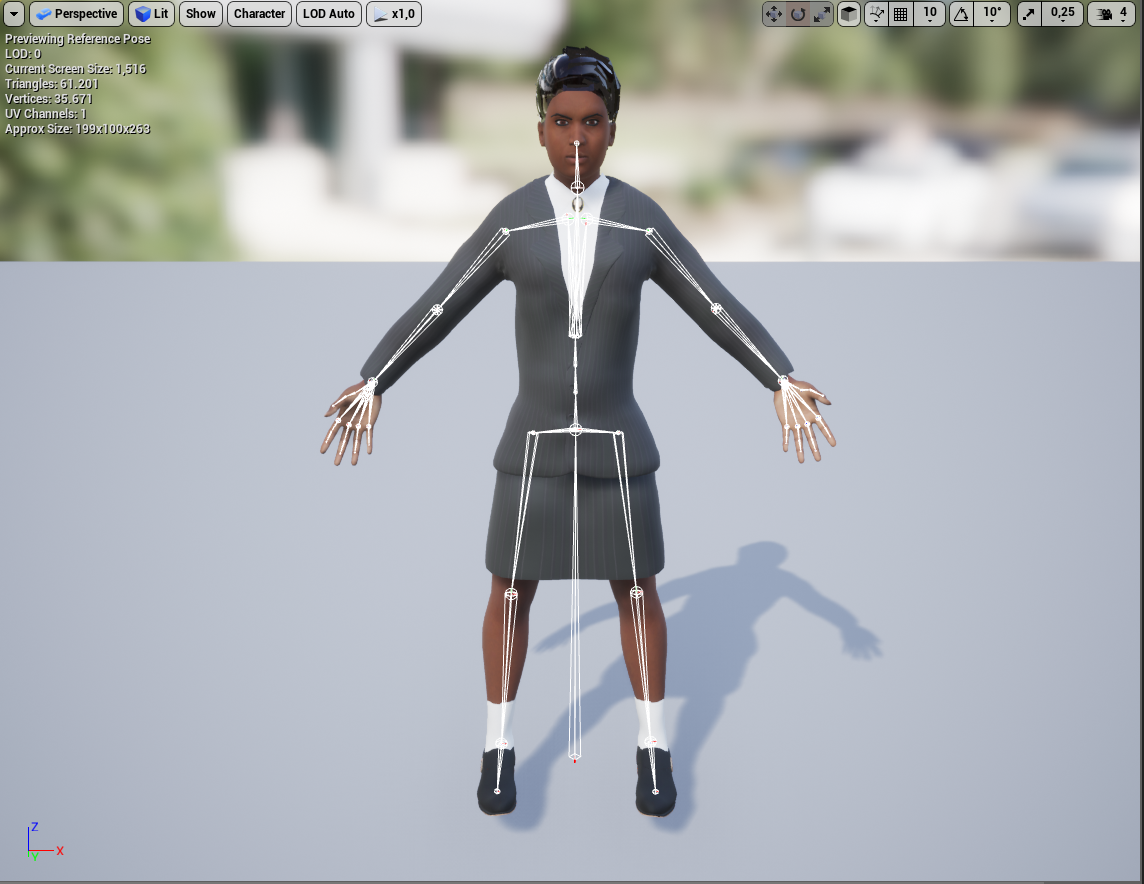 Perspective Lit Show Character LOD Auto x1,0 10 10° 0,25 4
Previewing Reference Pose
LOD: 0
Current Screen Size: 1,516
Triangles: 61.201
Vertices: 35.671
UV Channels: 1
Approx Size: 199x100x263
Z
X
Y